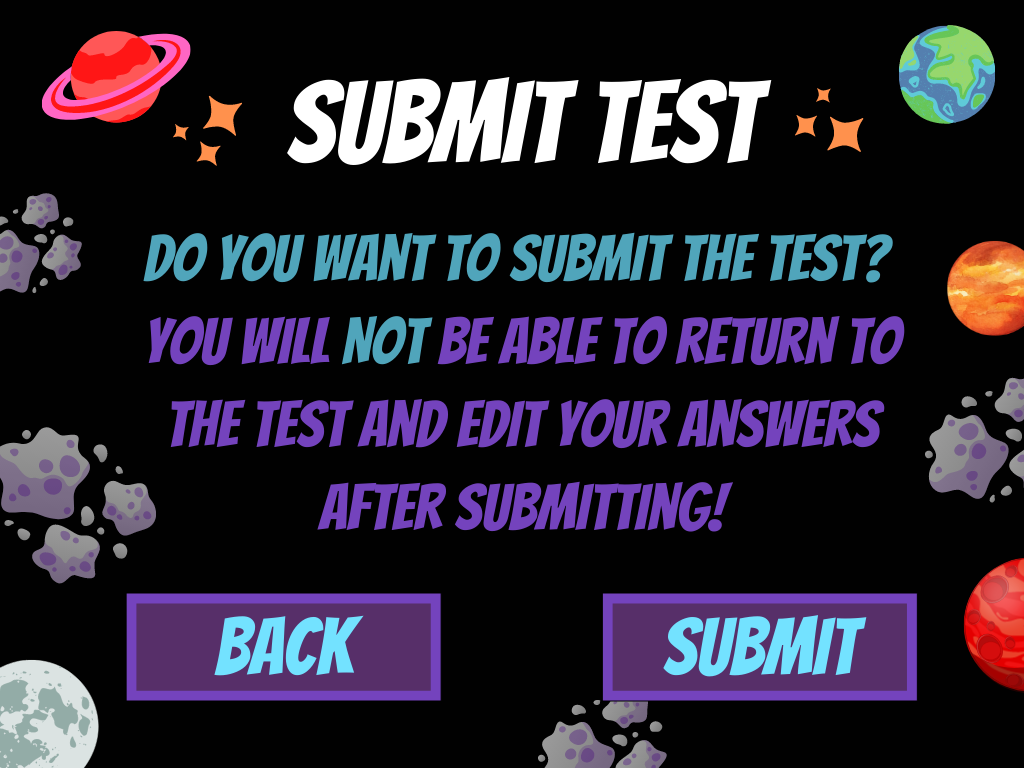 SUBMIT TEST
DO YOU WANT TO SUBMIT THE TEST?
YOU WILL NOT BE ABLE TO RETURN TO
THE TEST AND EDIT YOUR ANSWERS
AFTER SUBMITTING!
BACK
SUBMIT